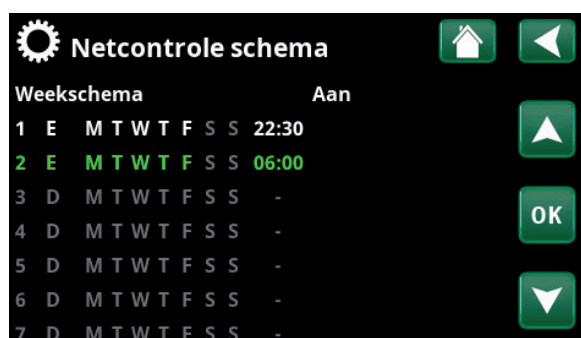 Netcontrole schema
Weekschema Aan
1 E M T W T F S S 22:30
2 E M T W T F S S 06:00
3 D M T W T F S S -
4 D M T W T F S S -
OK
5 D M T W T F S S -
6 D M T W T F S S -
7 D M T W T F S S -